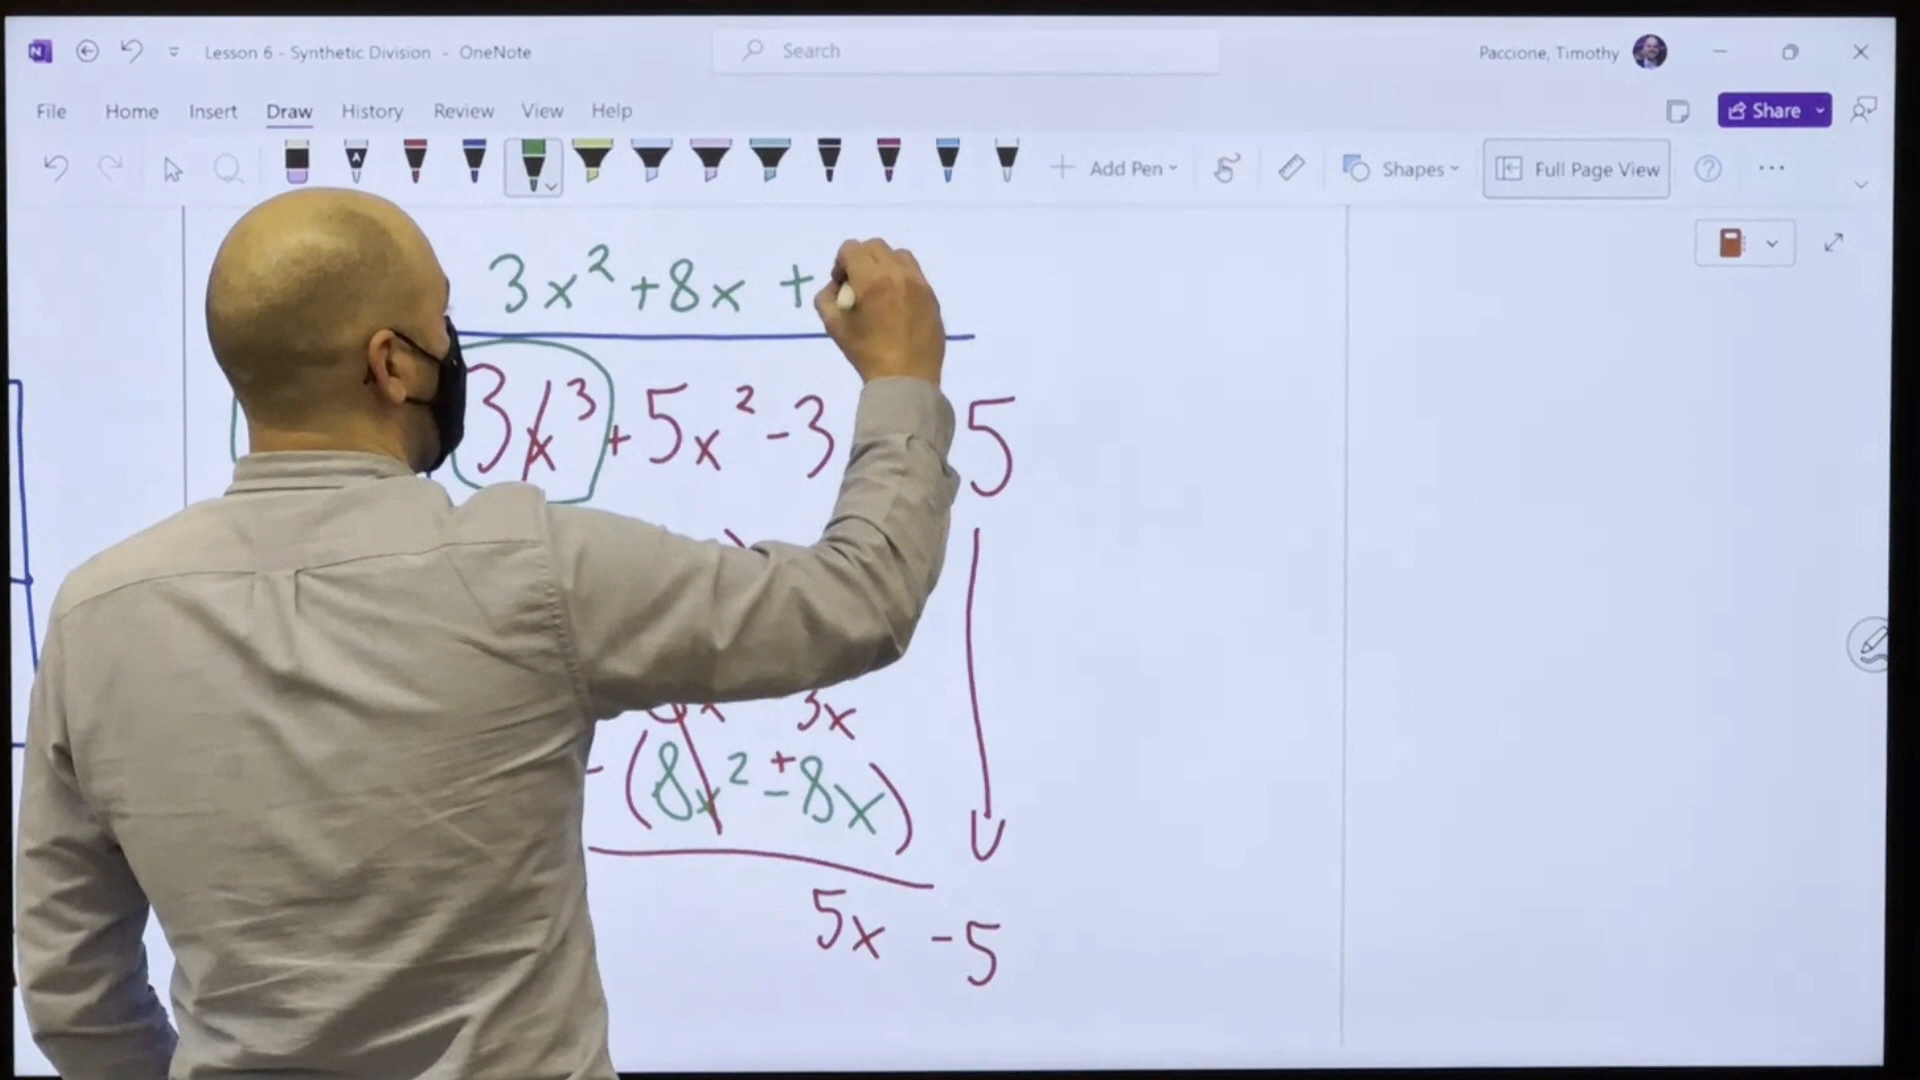 Lesson 6 - Synthetic Division - OneNote
Search
Paccione, Timothy
File Home Insert Draw History Review View Help
Share
A
Add Pen
Shapes
Full Page View
3x² + 8x +
3x³ + 5x² - 3 5
3x
- (8x² +- 8x)
5x - 5